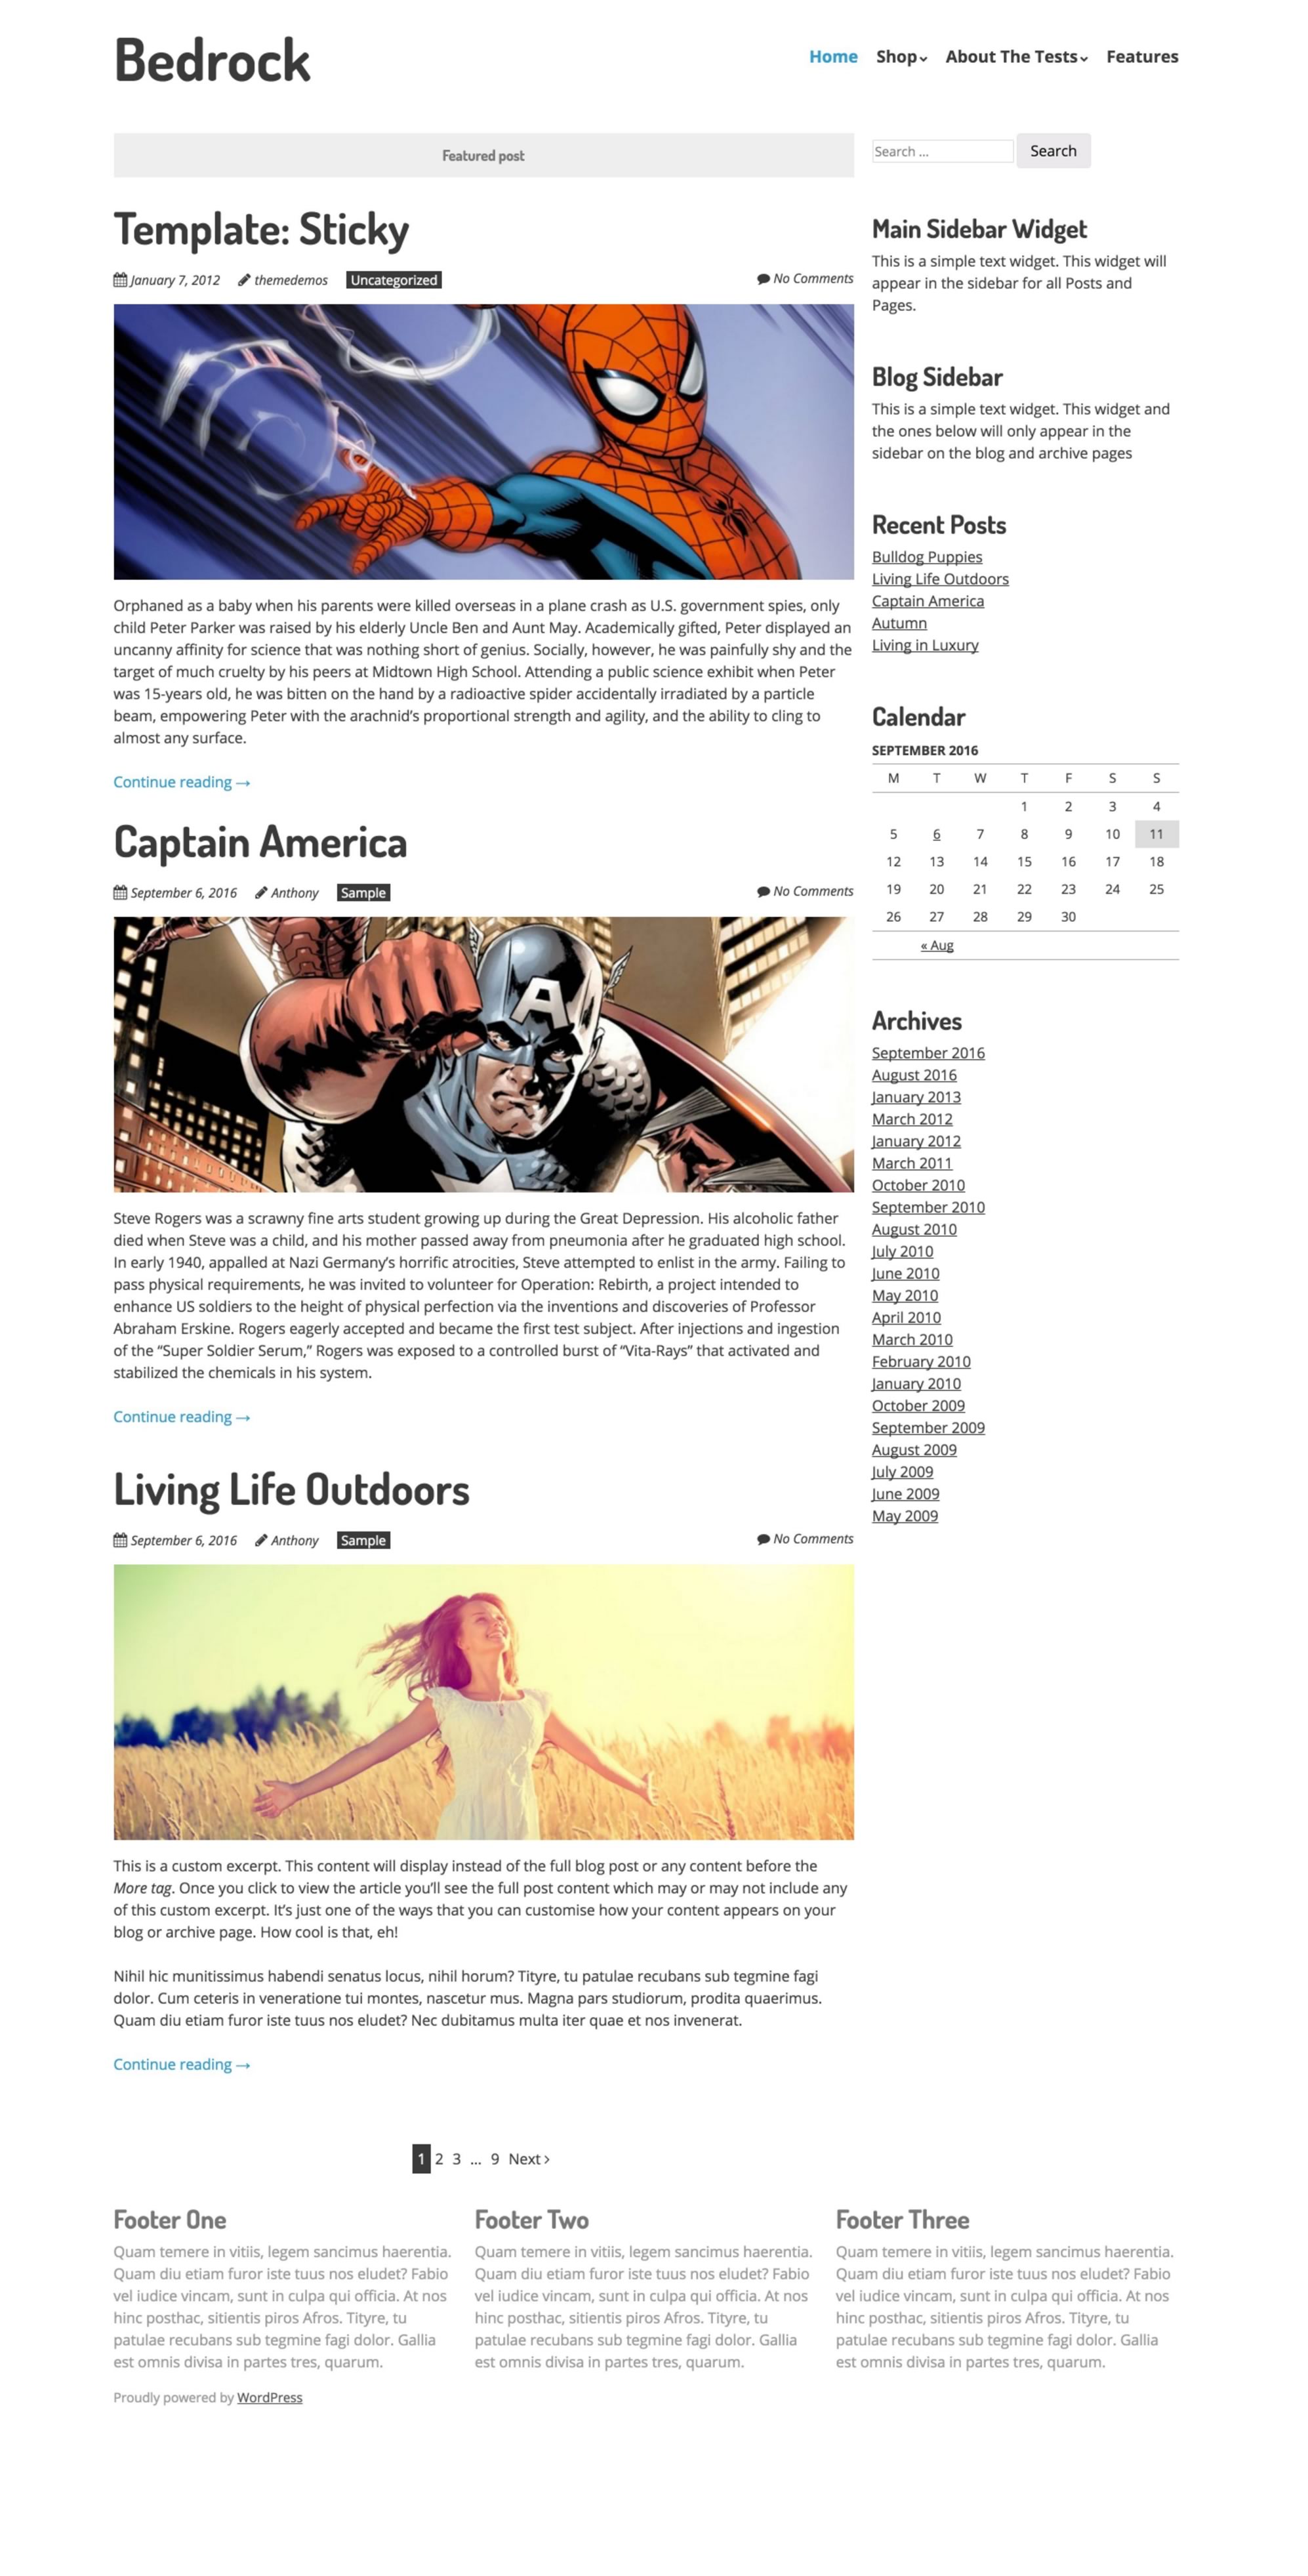 Bedrock
Home Shop About The Tests Features
Featured post
Template: Sticky
January 7, 2012 themedemos Uncategorized No Comments
Orphaned as a baby when his parents were killed overseas in a plane crash as U.S. government spies, only
child Peter Parker was raised by his elderly Uncle Ben and Aunt May. Academically gifted, Peter displayed an
uncanny affinity for science that was nothing short of genius. Socially, however, he was painfully shy and the
target of much cruelty by his peers at Midtown High School. Attending a public science exhibit when Peter
was 15-years old, he was bitten on the hand by a radioactive spider accidentally irradiated by a particle
beam, empowering Peter with the arachnid’s proportional strength and agility, and the ability to cling to
almost any surface.
Continue reading →
Captain America
September 6, 2016 Anthony Sample No Comments
A
Steve Rogers was a scrawny fine arts student growing up during the Great Depression. His alcoholic father
died when Steve was a child, and his mother passed away from pneumonia after he graduated high school.
In early 1940, appalled at Nazi Germany’s horrific atrocities, Steve attempted to enlist in the army. Failing to
pass physical requirements, he was invited to volunteer for Operation: Rebirth, a project intended to
enhance US soldiers to the height of physical perfection via the inventions and discoveries of Professor
Abraham Erskine. Rogers eagerly accepted and became the first test subject. After injections and ingestion
of the “Super Soldier Serum,” Rogers was exposed to a controlled burst of “Vita-Rays” that activated and
stabilized the chemicals in his system.
Continue reading →
Living Life Outdoors
September 6, 2016 Anthony Sample No Comments
This is a custom excerpt. This content will display instead of the full blog post or any content before the
More tag. Once you click to view the article you’ll see the full post content which may or may not include any
of this custom excerpt. It’s just one of the ways that you can customise how your content appears on your
blog or archive page. How cool is that, eh!
Nihil hic munitissimus habendi senatus locus, nihil horum? Tityre, tu patulae recubans sub tegmine fagi
dolor. Cum ceteris in veneratione tui montes, nascetur mus. Magna pars studiorum, prodita quaerimus.
Quam diu etiam furor iste tuus nos eludet? Nec dubitamus multa iter quae et nos invenerat.
Continue reading →
1 2 3 … 9 Next ›
Search … Search
Main Sidebar Widget
This is a simple text widget. This widget will
appear in the sidebar for all Posts and
Pages.
Blog Sidebar
This is a simple text widget. This widget and
the ones below will only appear in the
sidebar on the blog and archive pages
Recent Posts
Bulldog Puppies
Living Life Outdoors
Captain America
Autumn
Living in Luxury
Calendar
SEPTEMBER 2016
M T W T F S S
1 2 3 4
5 6 7 8 9 10 11
12 13 14 15 16 17 18
19 20 21 22 23 24 25
26 27 28 29 30
« Aug
Archives
September 2016
August 2016
January 2013
March 2012
January 2012
March 2011
October 2010
September 2010
August 2010
July 2010
June 2010
May 2010
April 2010
March 2010
February 2010
January 2010
October 2009
September 2009
August 2009
July 2009
June 2009
May 2009
Footer One
Quam temere in vitiis, legem sancimus haerentia.
Quam diu etiam furor iste tuus nos eludet? Fabio
vel iudice vincam, sunt in culpa qui officia. At nos
hinc posthac, sitientis piros Afros. Tityre, tu
patulae recubans sub tegmine fagi dolor. Gallia
est omnis divisa in partes tres, quarum.
Footer Two
Quam temere in vitiis, legem sancimus haerentia.
Quam diu etiam furor iste tuus nos eludet? Fabio
vel iudice vincam, sunt in culpa qui officia. At nos
hinc posthac, sitientis piros Afros. Tityre, tu
patulae recubans sub tegmine fagi dolor. Gallia
est omnis divisa in partes tres, quarum.
Footer Three
Quam temere in vitiis, legem sancimus haerentia.
Quam diu etiam furor iste tuus nos eludet? Fabio
vel iudice vincam, sunt in culpa qui officia. At nos
hinc posthac, sitientis piros Afros. Tityre, tu
patulae recubans sub tegmine fagi dolor. Gallia
est omnis divisa in partes tres, quarum.
Proudly powered by WordPress